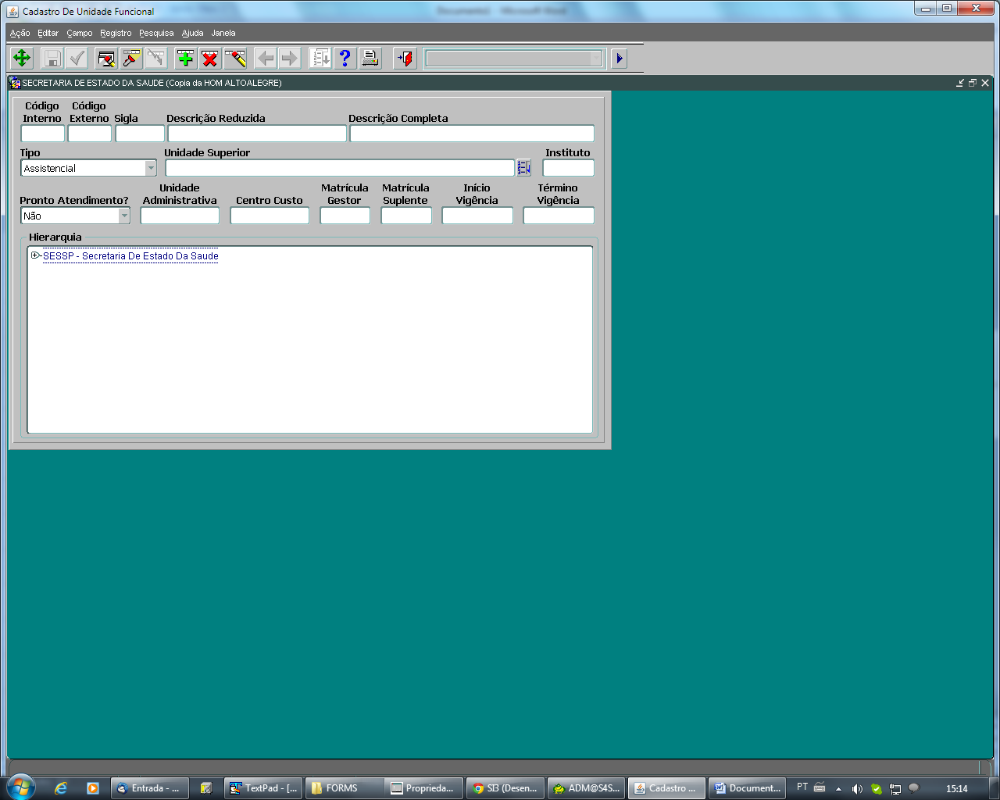 Cadastro De Unidade Funcional
Ação Editar Campo Registro Pesquisa Ajuda Janela
SECRETARIA DE ESTADO DA SAUDE (Copia da HOM ALTOALEGRE)
Código Interno Código Externo Sigla Descrição Reduzida Descrição Completa
Tipo Unidade Superior Instituto
Assistencial
Pronto Atendimento? Unidade Administrativa Centro Custo Matrícula Gestor Matrícula Suplente Início Vigência Término Vigência
Não
Hierarquia
SESSP - Secretaria De Estado Da Saude
Entrada - ... TextPad - [... FORMS Proprieda... SI3 (Desen... ADM@S4S... Cadastro ... Document... PT 15:14